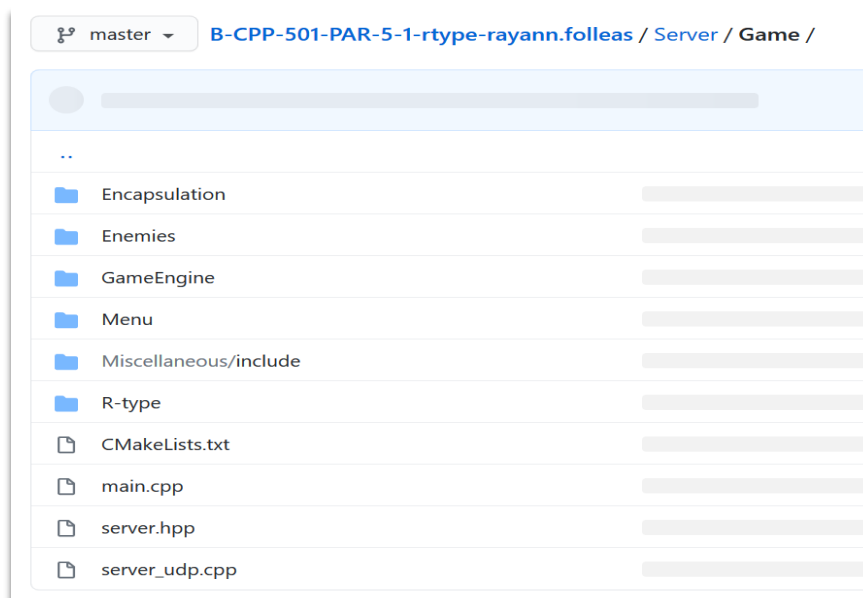 master B-CPP-501-PAR-5-1-rtype-rayann.folleas / Server / Game /
..
Encapsulation
Enemies
GameEngine
Menu
Miscellaneous/include
R-type
CMakeLists.txt
main.cpp
server.hpp
server_udp.cpp